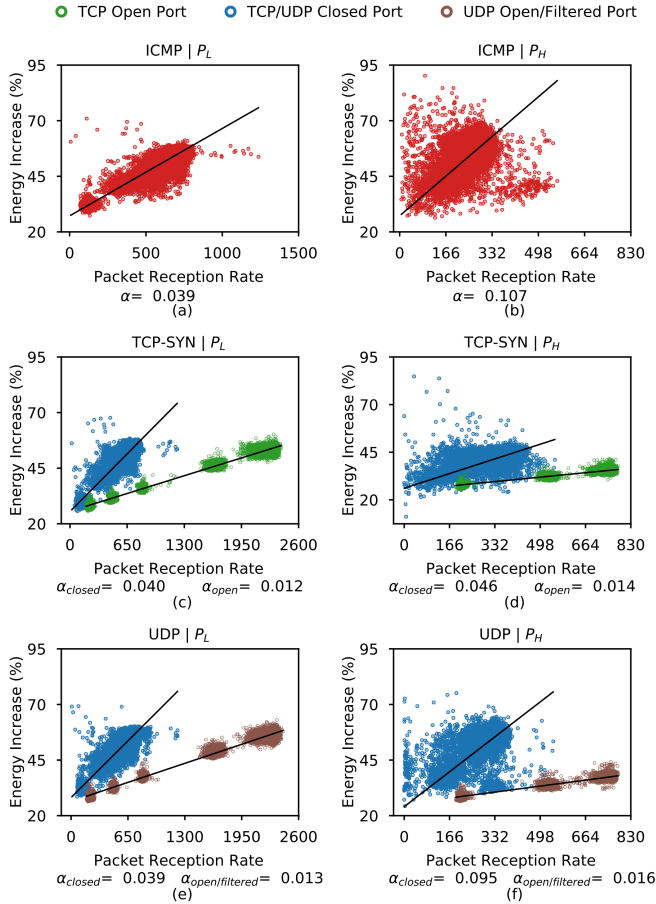 TCP Open Port TCP/UDP Closed Port UDP Open/Filtered Port
ICMP | P_L
95
70
45
20
Energy Increase (%)
0 500 1000 1500
Packet Reception Rate
α= 0.039
(a)
ICMP | P_H
95
70
45
20
Energy Increase (%)
0 166 332 498 664 830
Packet Reception Rate
α= 0.107
(b)
TCP-SYN | P_L
95
70
45
20
Energy Increase (%)
0 650 1300 1950 2600
Packet Reception Rate
α_closed= 0.040 α_open= 0.012
(c)
TCP-SYN | P_H
95
70
45
20
Energy Increase (%)
0 166 332 498 664 830
Packet Reception Rate
α_closed= 0.046 α_open= 0.014
(d)
UDP | P_L
95
70
45
20
Energy Increase (%)
0 650 1300 1950 2600
Packet Reception Rate
α_closed= 0.039 α_open/filtered= 0.013
(e)
UDP | P_H
95
70
45
20
Energy Increase (%)
0 166 332 498 664 830
Packet Reception Rate
α_closed= 0.095 α_open/filtered= 0.016
(f)